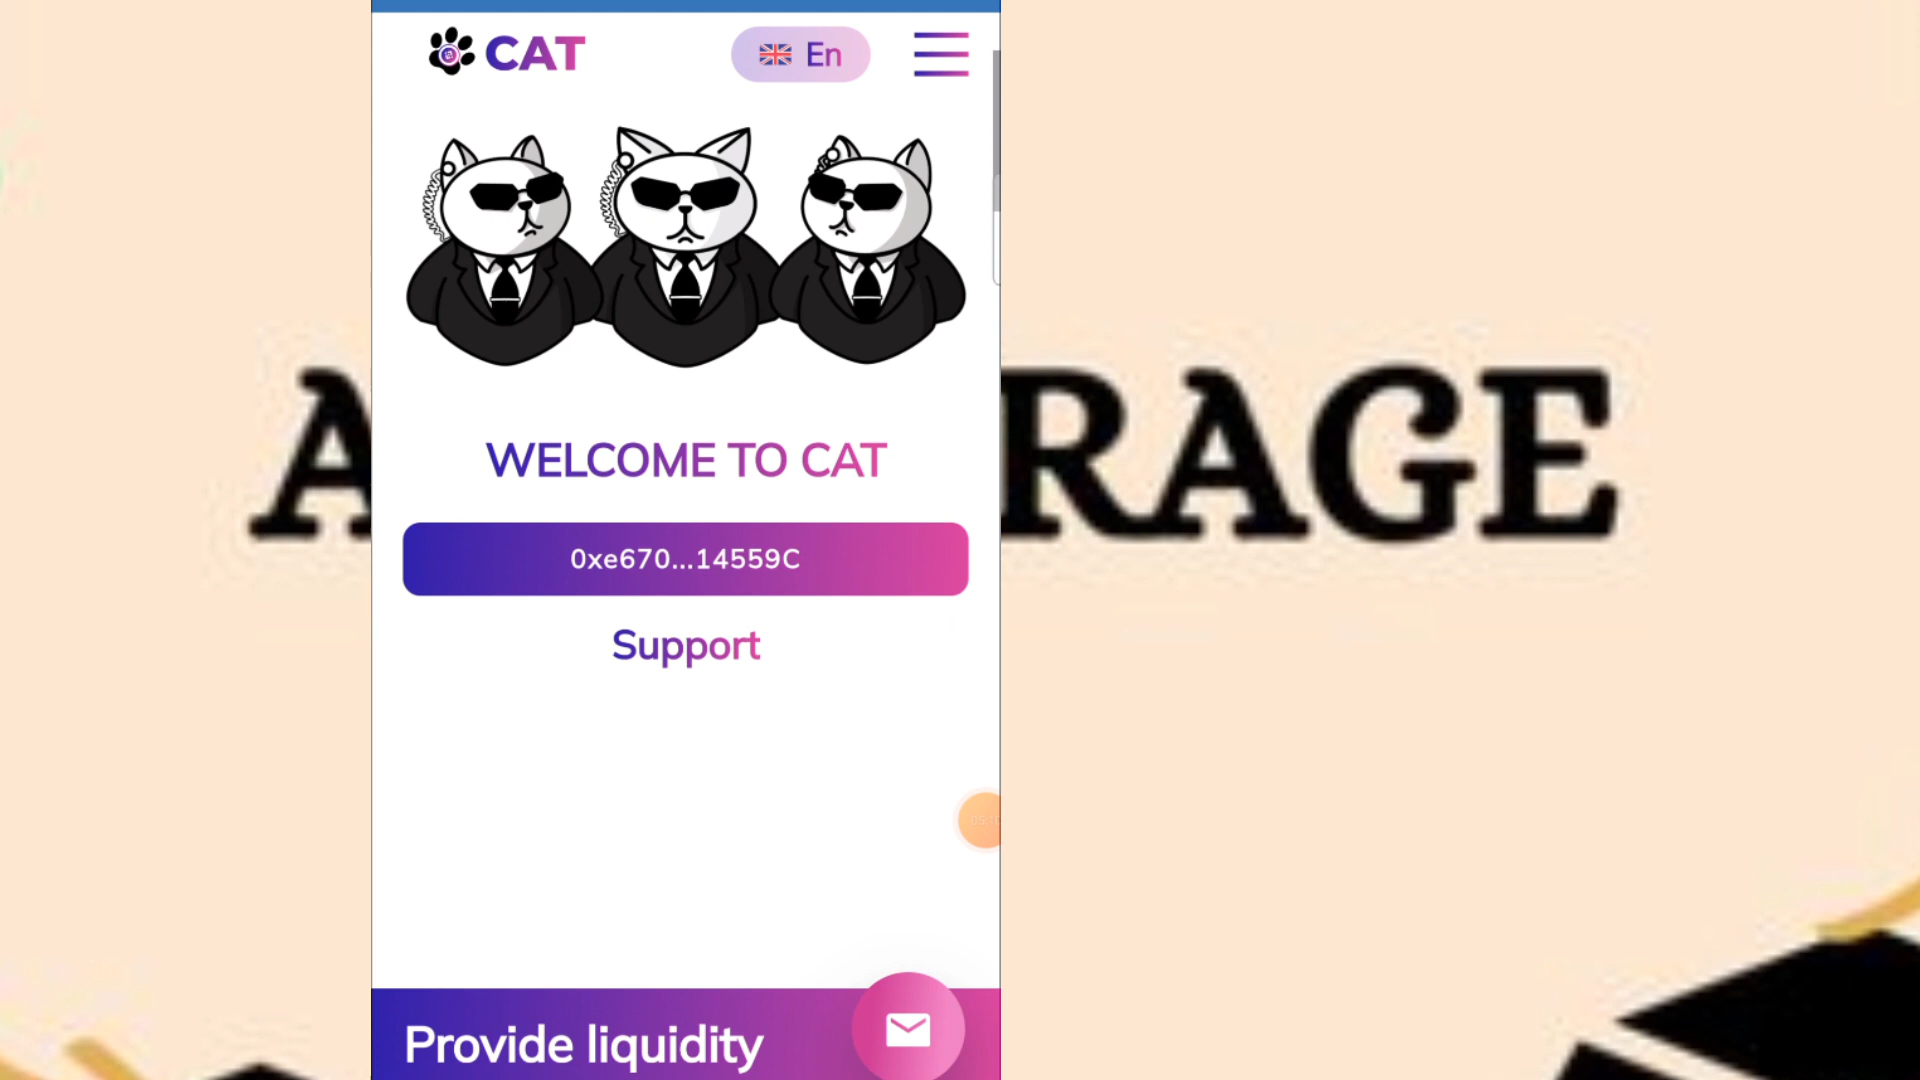 CAT
En
A
RAGE
WELCOME TO CAT
0xe670...14559C
Support
Provide liquidity